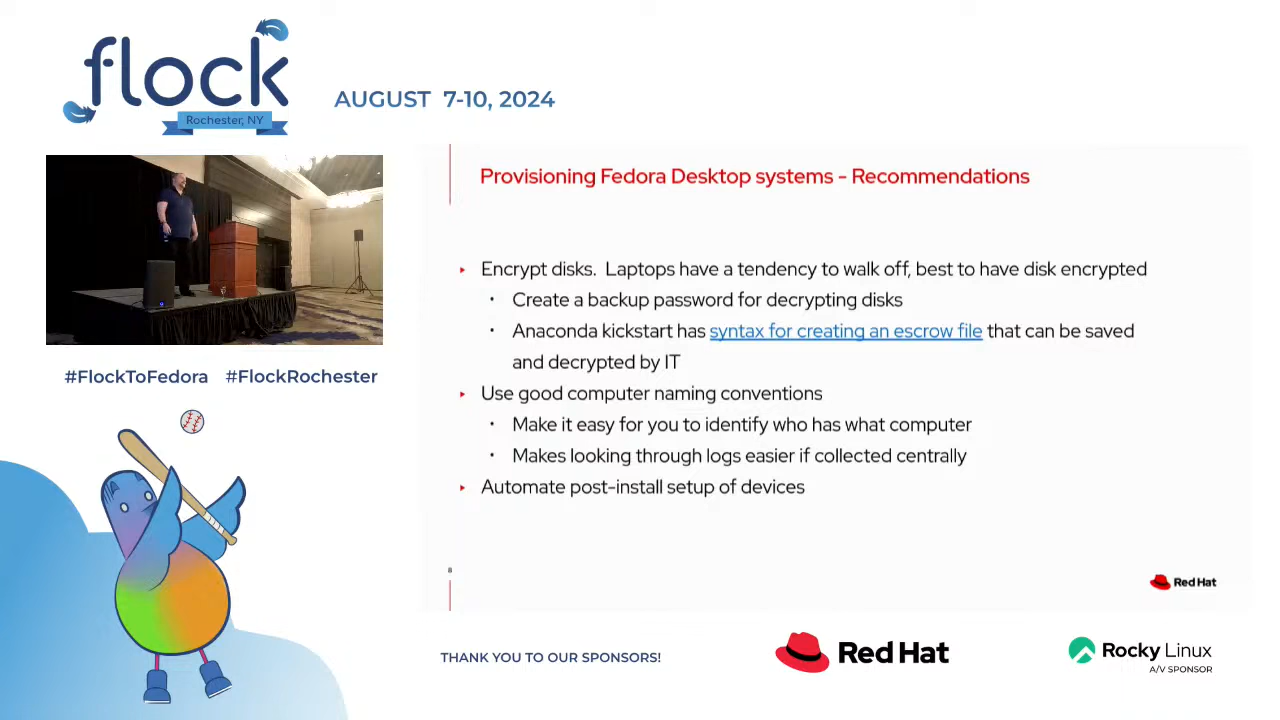 flock
Rochester, NY
AUGUST 7-10, 2024
Provisioning Fedora Desktop systems - Recommendations
Encrypt disks. Laptops have a tendency to walk off, best to have disk encrypted
Create a backup password for decrypting disks
Anaconda kickstart has syntax for creating an escrow file that can be saved
and decrypted by IT
Use good computer naming conventions
Make it easy for you to identify who has what computer
Makes looking through logs easier if collected centrally
Automate post-install setup of devices
8
Red Hat
#FlockToFedora #FlockRochester
THANK YOU TO OUR SPONSORS!
Red Hat
Rocky Linux
A/V SPONSOR